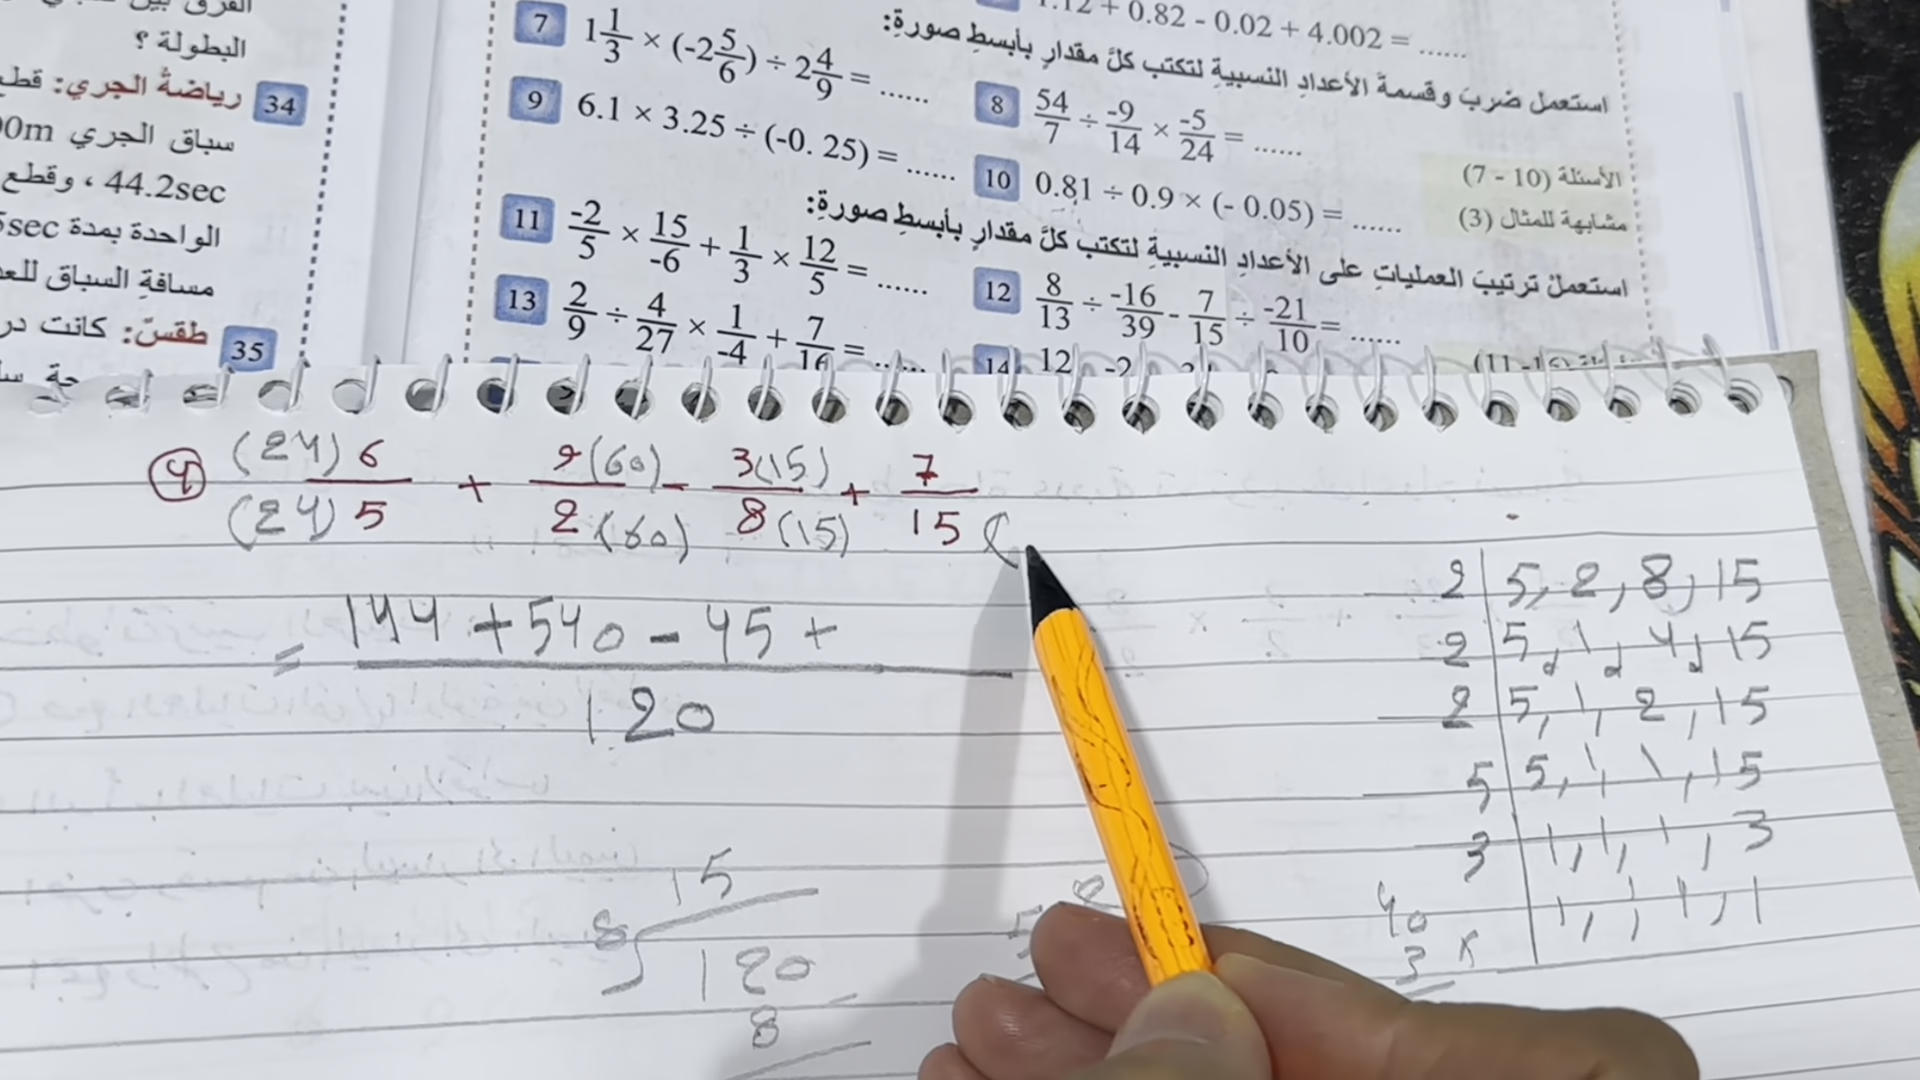 البطولة ؟
34 رياضةُ الجري: قطع
سباق الجري 00m
44.2sec ، وقطع
الواحدة بمدة 5sec
مسافةِ السباق للعد
35 طقسٌ: كانت در
1.12 + 0.82 - 0.02 + 4.002 = ......
استعمل ضربَ وقسمةَ الأعدادِ النسبيةِ لتكتب كلَّ مقدارٍ بأبسطِ صورةٍ:
7 1 1/3 × (-2 5/6) ÷ 2 4/9 = ......
8 54/7 ÷ -9/14 × -5/24 = ......
9 6.1 × 3.25 ÷ (-0. 25) = ......
10 0.81 ÷ 0.9 × (- 0.05) = ......
الأسئلة (7 - 10)
مشابهة للمثال (3)
استعملْ ترتيبَ العملياتِ على الأعدادِ النسبيةِ لتكتب كلَّ مقدارٍ بأبسطِ صورةٍ:
11 -2/5 × 15/-6 + 1/3 × 12/5 = ......
12 8/13 ÷ -16/39 - 7/15 ÷ -21/10 = ......
13 2/9 ÷ 4/27 × 1/-4 + 7/16 = ......
14 12 -2
4 (24) 6 / (24) 5 + 9 (60) / 2 (60) - 3 (15) / 8 (15) + 7 / 15 (
= 144 + 540 - 45 + / 120
2 | 5, 2, 8, 15
2 | 5, 1, 4, 15
2 | 5, 1, 2, 15
5 | 5, 1, 1, 15
3 | 1, 1, 1, 3
1, 1, 1, 1
40
3 ×
15
8 120
8